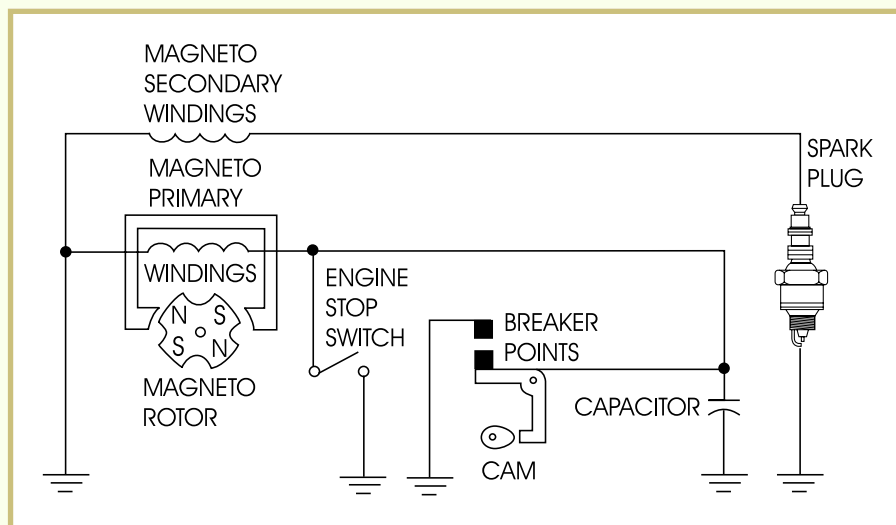 MAGNETO
SECONDARY
WINDINGS
SPARK
PLUG
MAGNETO
PRIMARY
WINDINGS
N S
S N
MAGNETO
ROTOR
ENGINE
STOP
SWITCH
BREAKER
POINTS
CAPACITOR
CAM